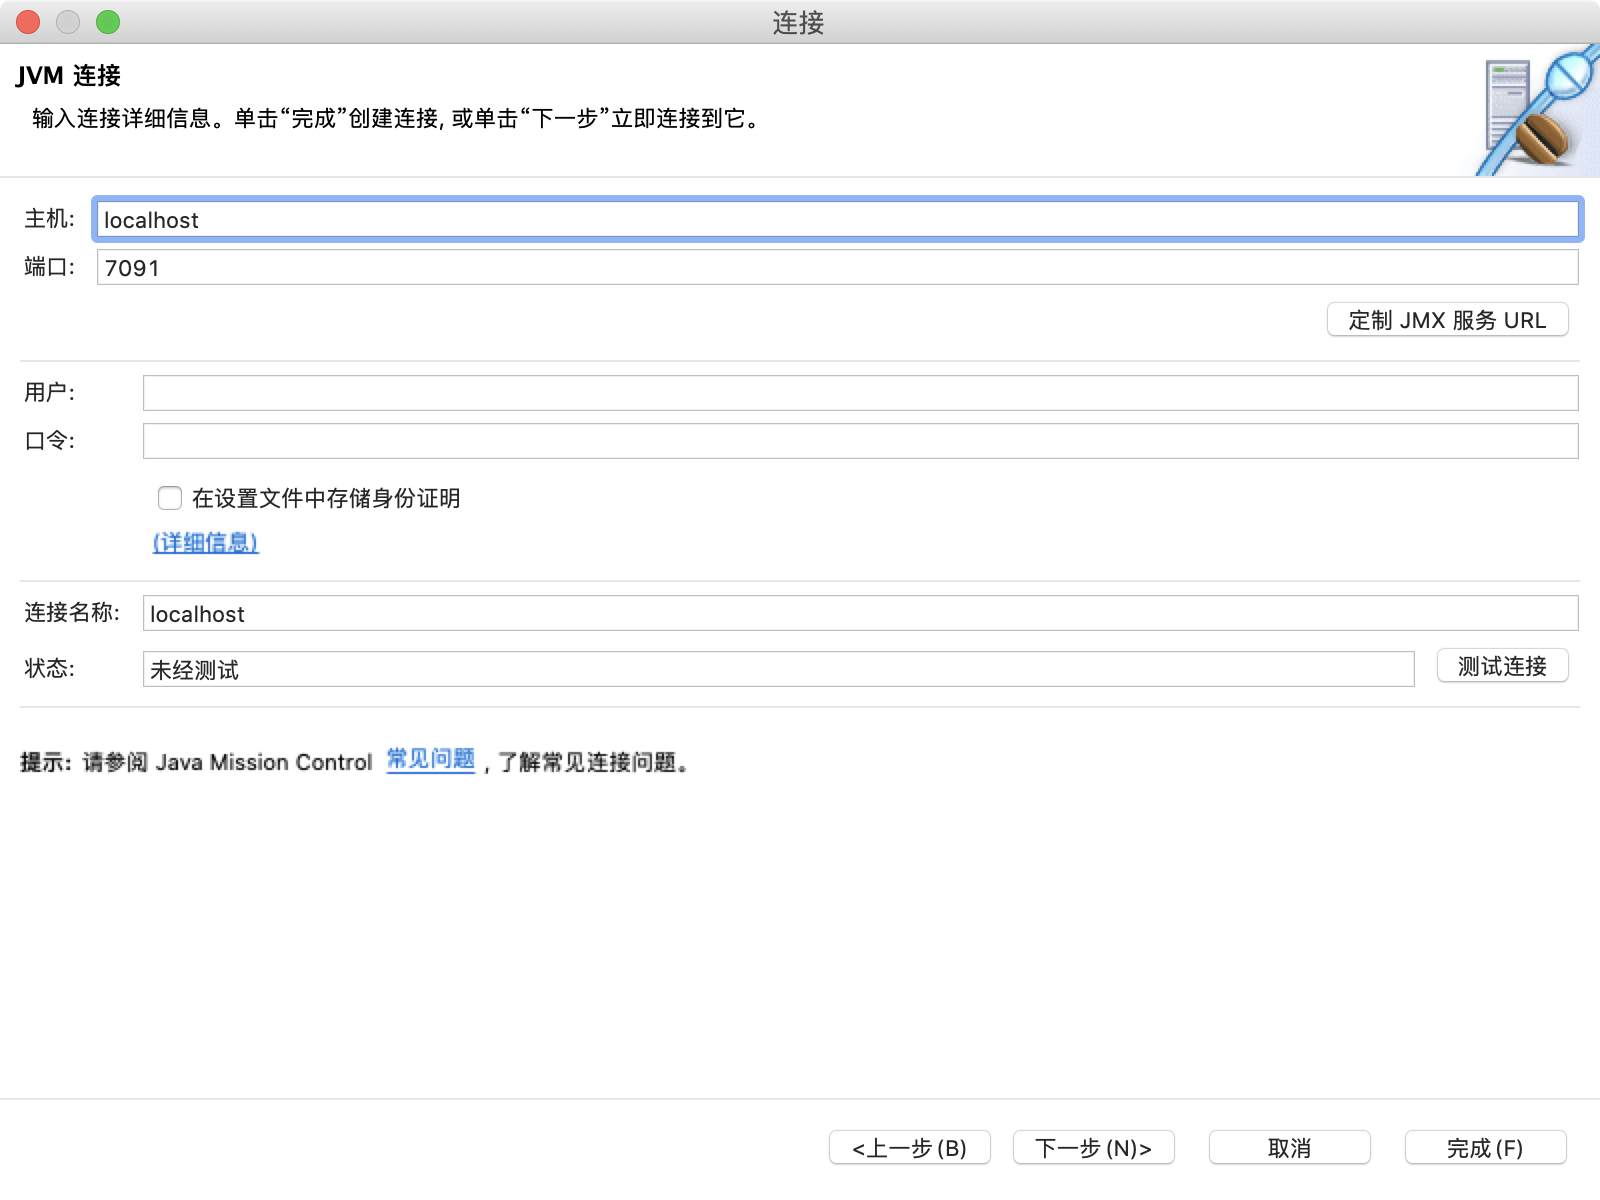 连接
JVM 连接
输入连接详细信息。单击“完成”创建连接, 或单击“下一步”立即连接到它。
主机: localhost
端口: 7091
定制 JMX 服务 URL
用户:
口令:
在设置文件中存储身份证明
(详细信息)
连接名称: localhost
状态: 未经测试 测试连接
提示: 请参阅 Java Mission Control 常见问题 , 了解常见连接问题。
<上一步(B) 下一步(N)> 取消 完成(F)